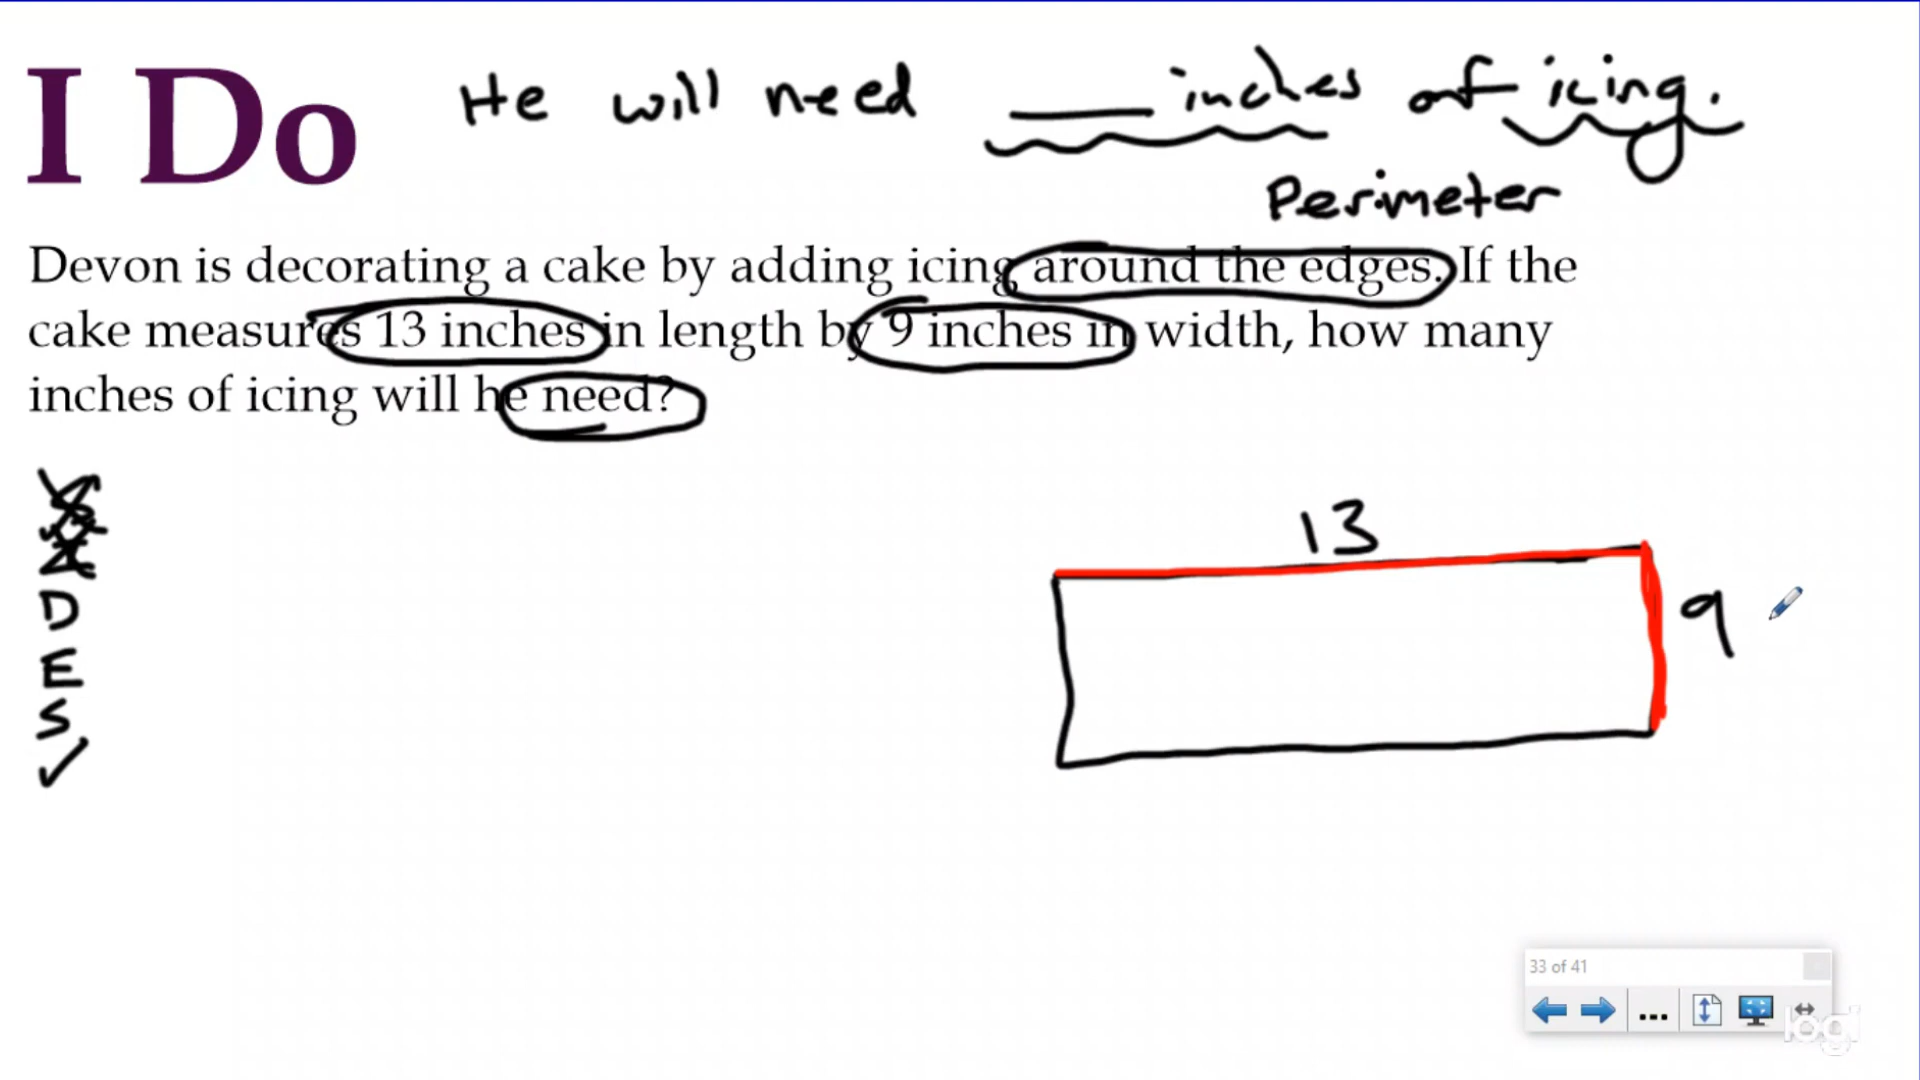 I Do
He will need ___ inches of icing.
Perimeter
Devon is decorating a cake by adding icing around the edges. If the
cake measures 13 inches in length by 9 inches in width, how many
inches of icing will he need?
D
E
S
✓
13
9
33 of 41
...
logi